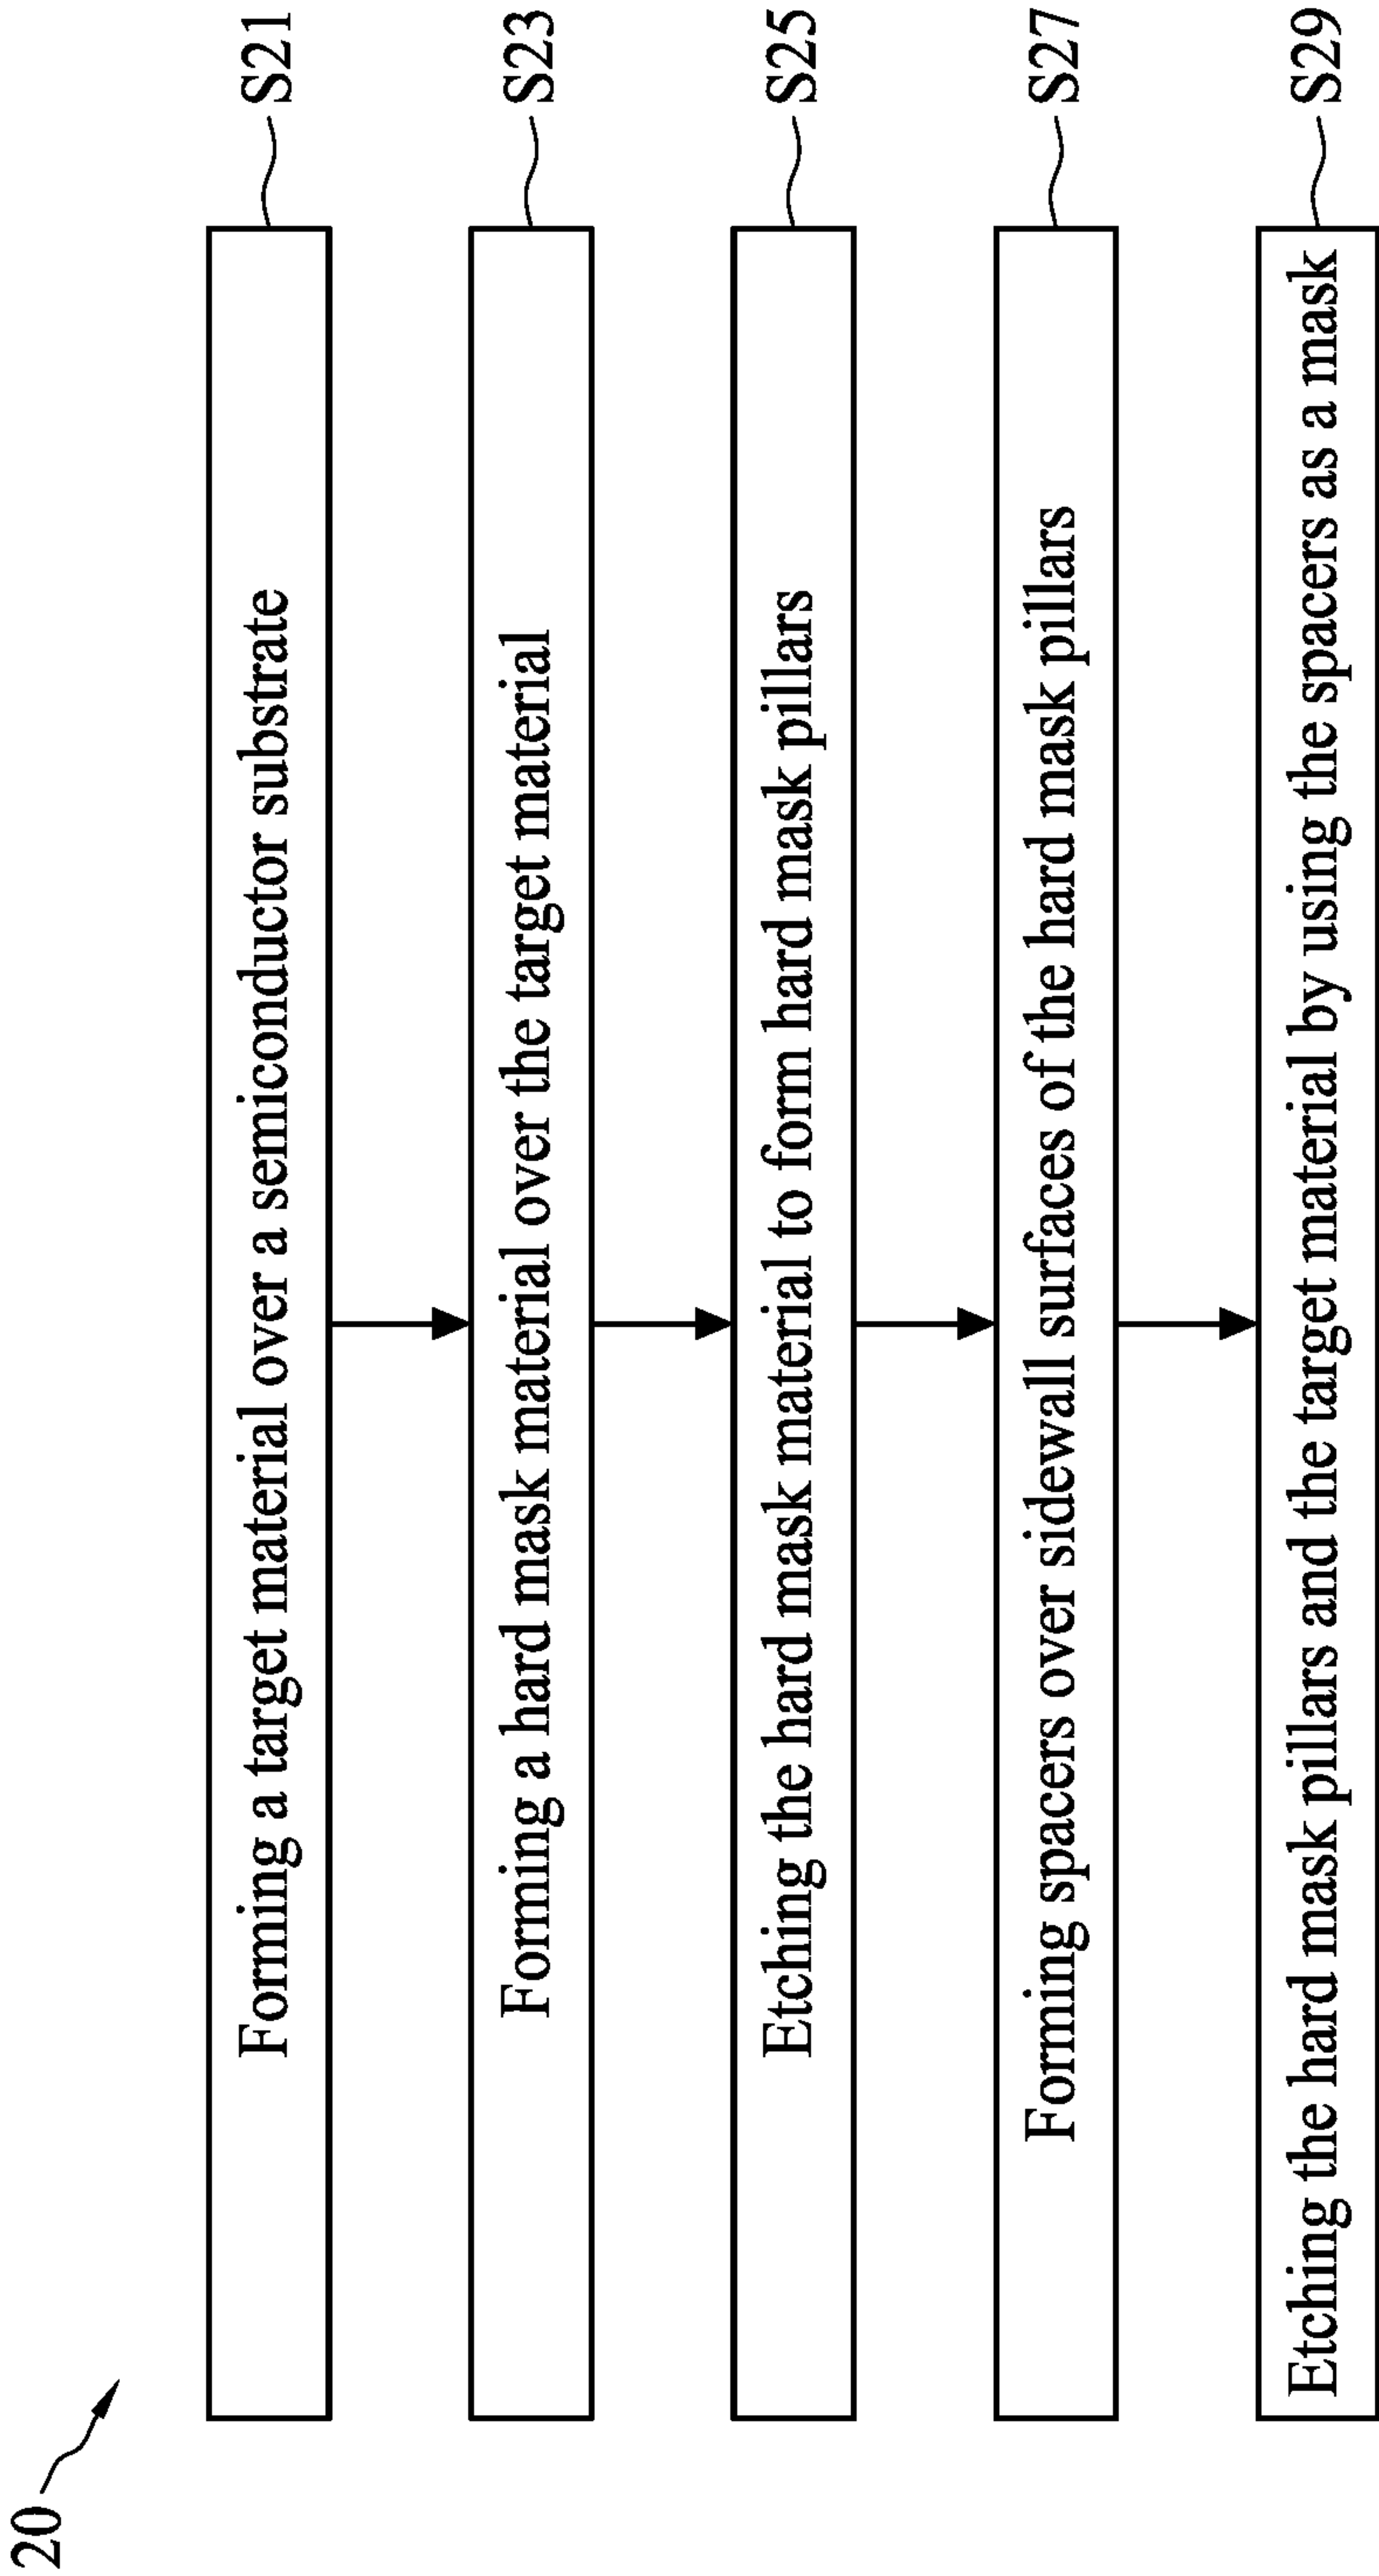 20
Forming a target material over a semiconductor substrate
S21
Forming a hard mask material over the target material
S23
Etching the hard mask material to form hard mask pillars
S25
Forming spacers over sidewall surfaces of the hard mask pillars
S27
Etching the hard mask pillars and the target material by using the spacers as a mask
S29